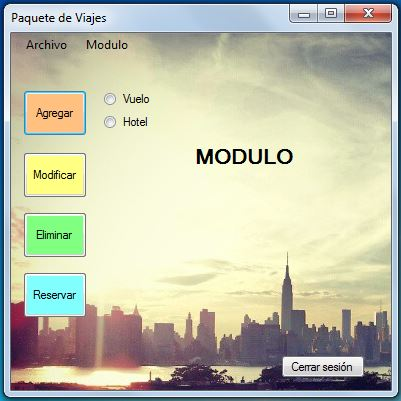 Paquete de Viajes
Archivo Modulo
Agregar
Vuelo
Hotel
MODULO
Modificar
Eliminar
Reservar
Cerrar sesión